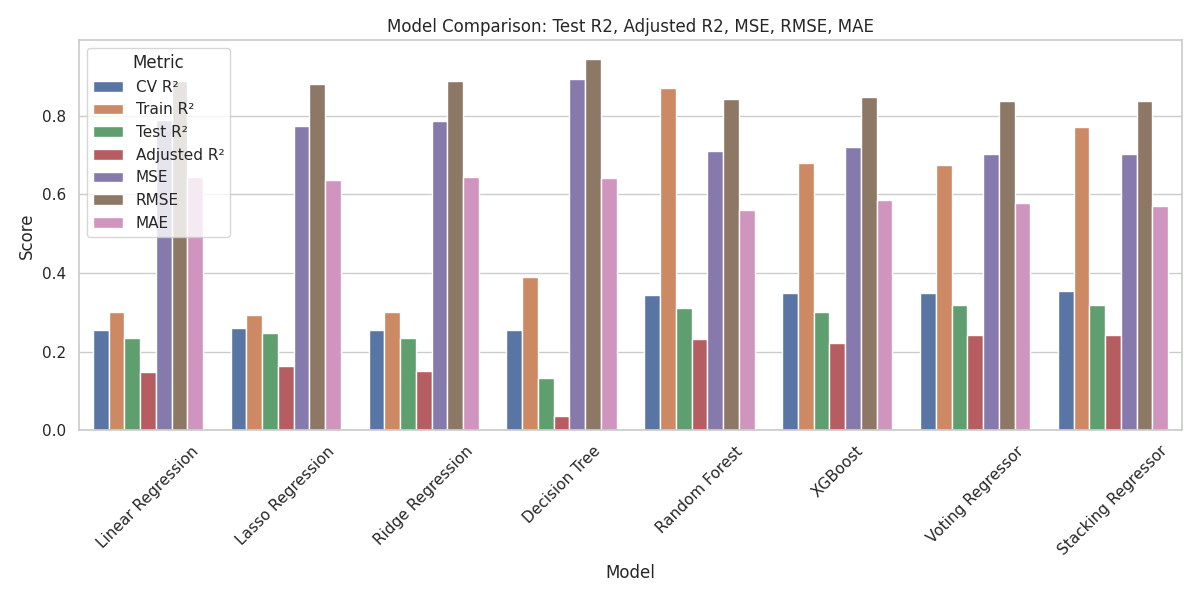 Model Comparison: Test R2, Adjusted R2, MSE, RMSE, MAE
Metric
CV R²
Train R²
Test R²
Adjusted R²
MSE
RMSE
MAE
Score
0.8
0.6
0.4
0.2
0.0
Linear Regression
Lasso Regression
Ridge Regression
Decision Tree
Random Forest
XGBoost
Voting Regressor
Stacking Regressor
Model